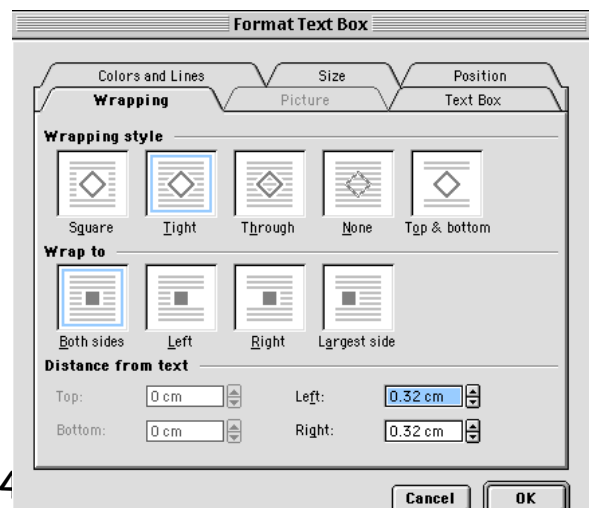 Format Text Box
Colors and Lines Size Position
Wrapping Picture Text Box
Wrapping style
Square Tight Through None Top & bottom
Wrap to
Both sides Left Right Largest side
Distance from text
Top: 0 cm Left: 0.32 cm
Bottom: 0 cm Right: 0.32 cm
4
Cancel OK